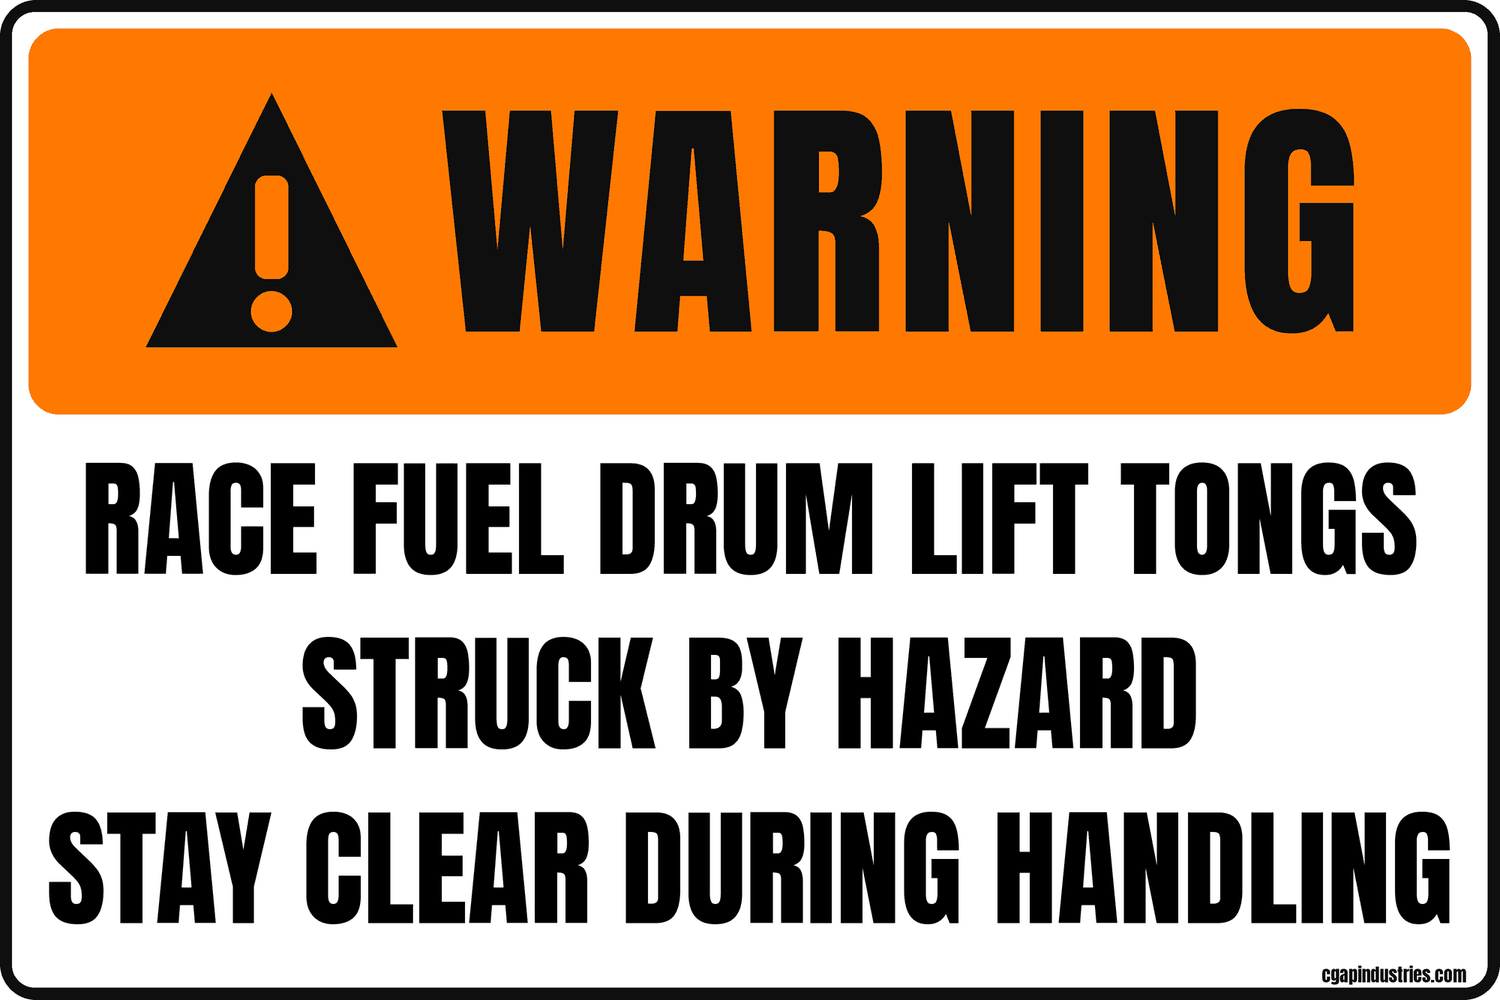 WARNING
RACE FUEL DRUM LIFT TONGS
STRUCK BY HAZARD
STAY CLEAR DURING HANDLING
cgapindustries.com